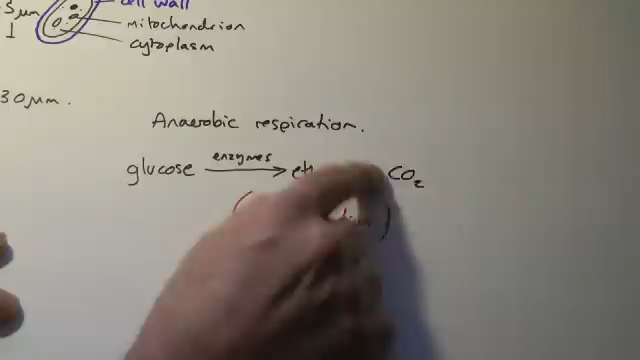 5μm
cell wall
mitochondrion
cytoplasm
30μm.
Anaerobic respiration.
glucose enzymes → CO₂